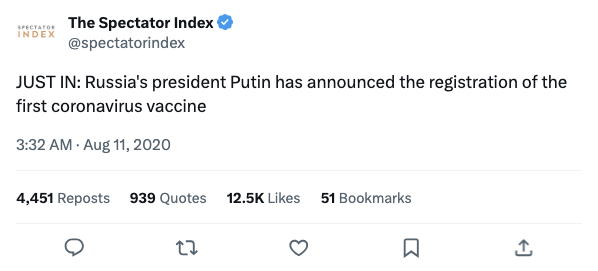 SPECTATOR
INDEX
The Spectator Index
@spectatorindex
JUST IN: Russia's president Putin has announced the registration of the
first coronavirus vaccine
3:32 AM · Aug 11, 2020
4,451 Reposts 939 Quotes 12.5K Likes 51 Bookmarks